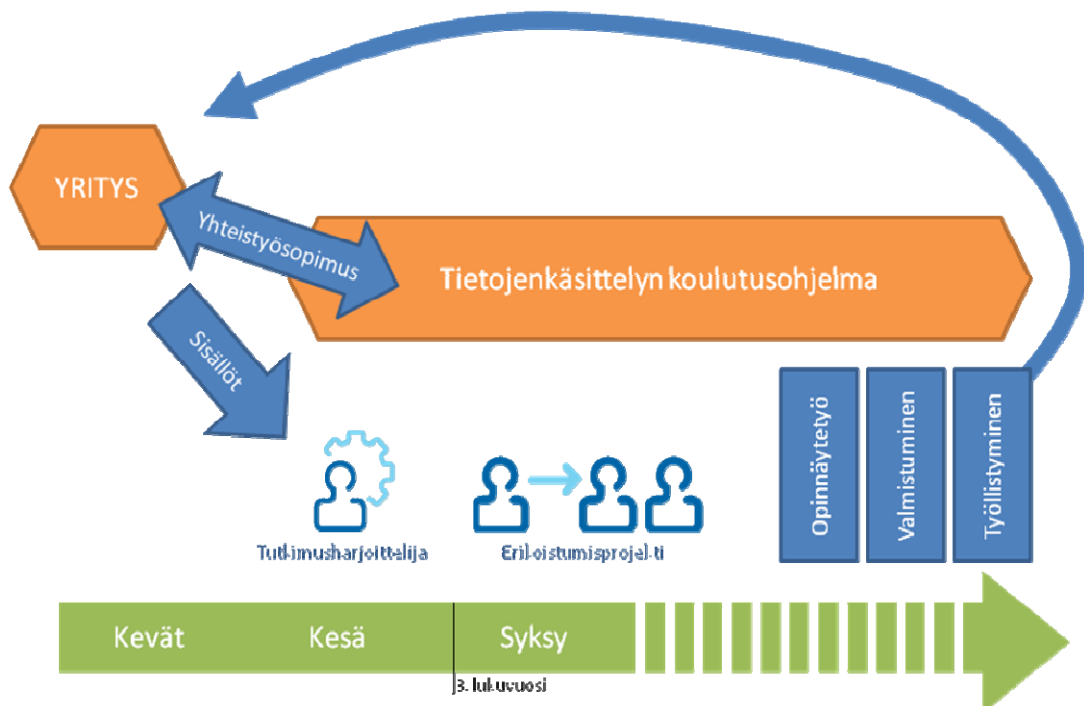 YRITYS
Yhteistyösopimus
Tietojenkäsittelyn koulutusohjelma
Sisällöt
Opinnäytetyö
Valmistuminen
Työllistyminen
Tutkimusharjoittelija
Erikoistumisprojekti
Kevät
Kesä
Syksy
3. lukuvuosi